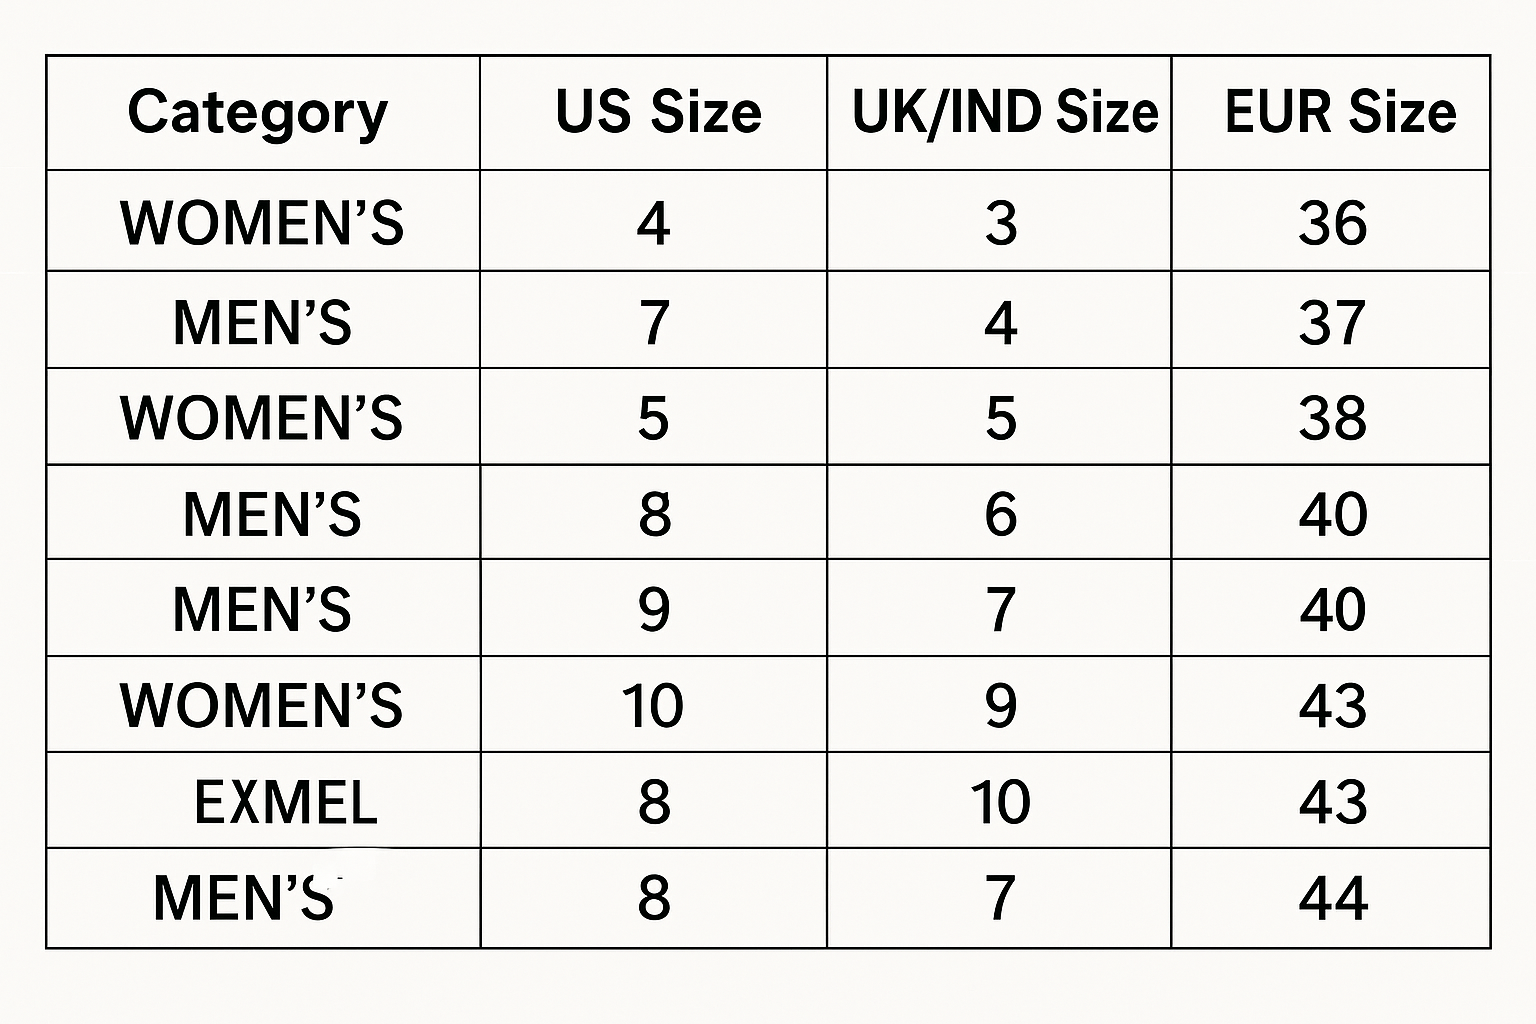 Category US Size UK/IND Size EUR Size
WOMEN’S 4 3 36
MEN’S 7 4 37
WOMEN’S 5 5 38
MEN’S 8 6 40
MEN’S 9 7 40
WOMEN’S 10 9 43
EXMEL 8 10 43
MEN’S 8 7 44